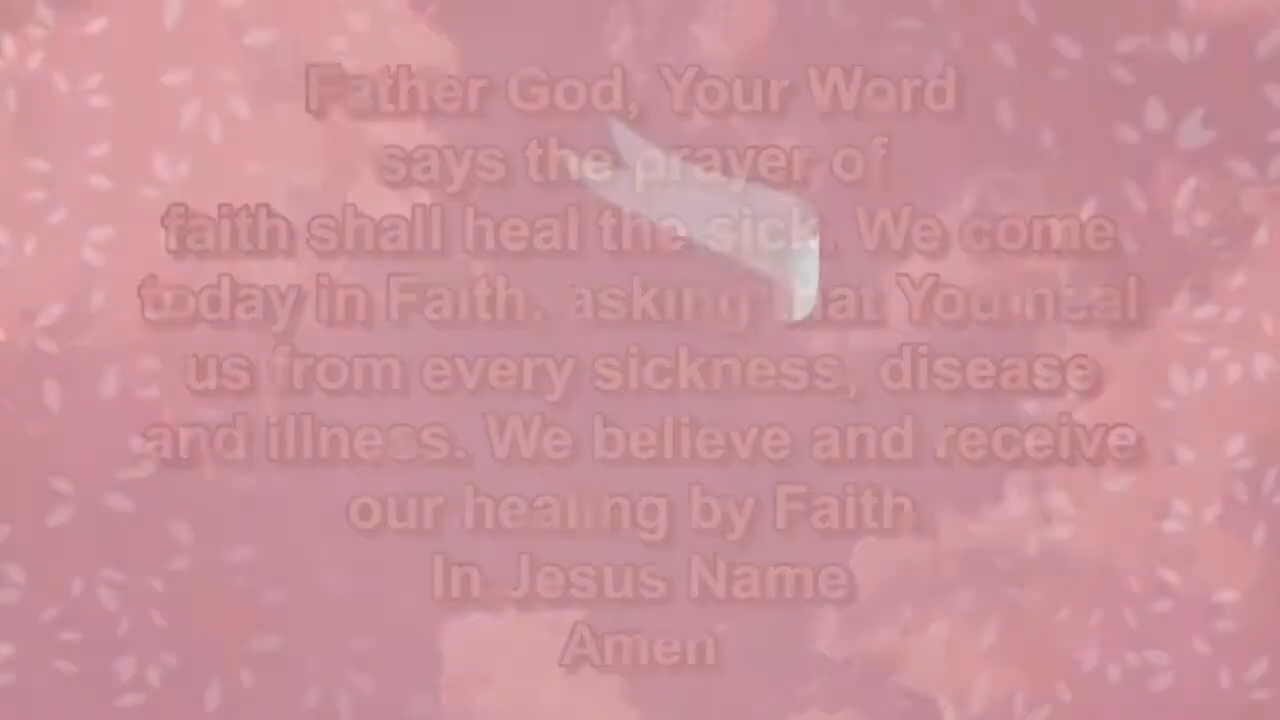 Father God, Your Word
says the prayer of
faith shall heal the sick. We come
today in Faith. asking that You heal
us from every sickness, disease
and illness. We believe and receive
our healing by Faith
In Jesus Name
Amen